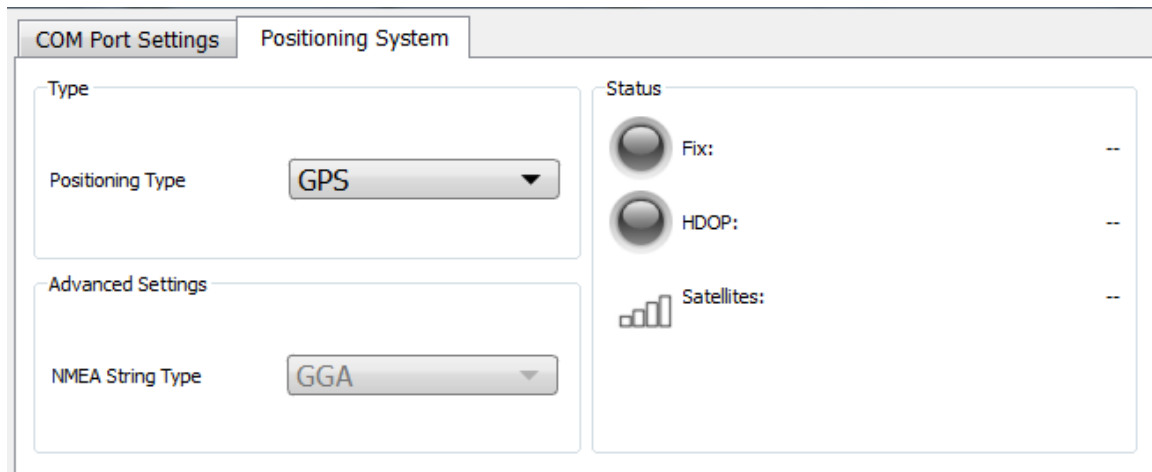 COM Port Settings
Positioning System
Type
Positioning Type
GPS
Advanced Settings
NMEA String Type
GGA
Status
Fix: --
HDOP: --
Satellites: --